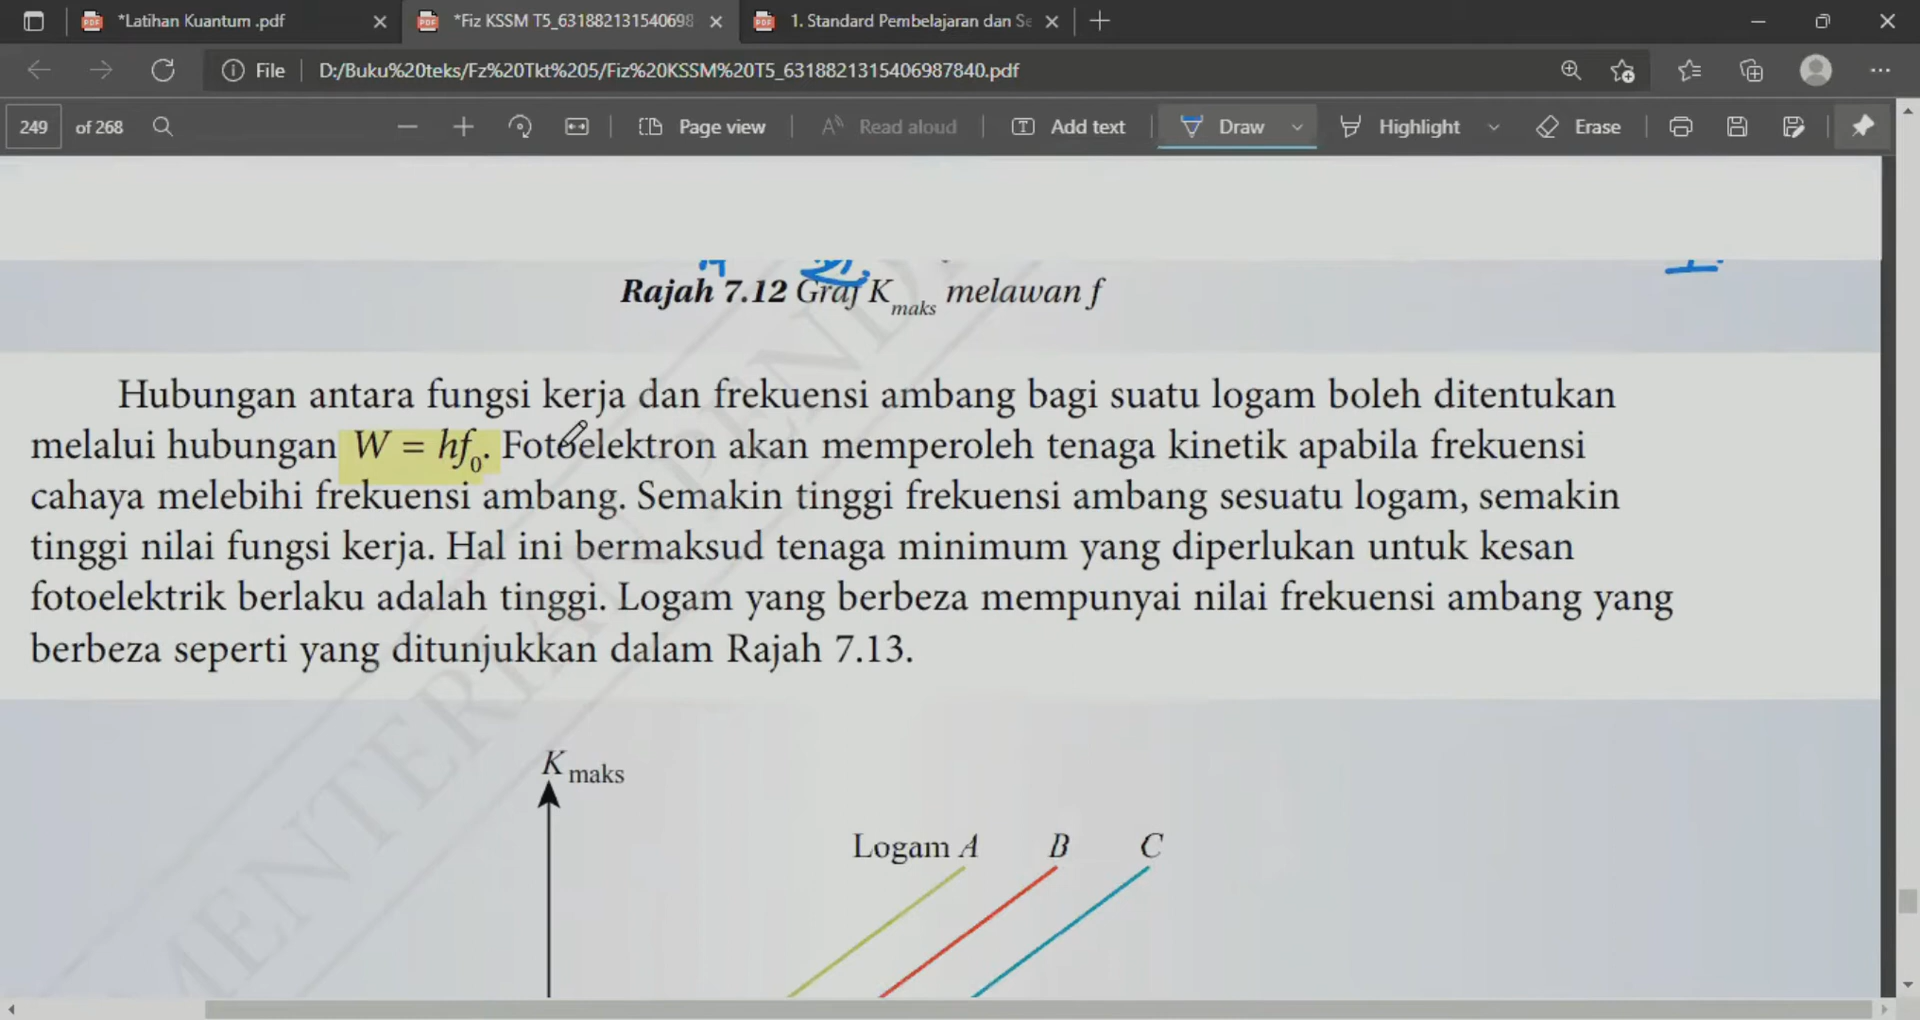 *Latihan Kuantum .pdf
*Fiz KSSM T5_631882131540698
1. Standard Pembelajaran dan Se
File
D:/Buku%20teks/Fz%20Tkt%205/Fiz%20KSSM%20T5_6318821315406987840.pdf
249 of 268
Page view
Read aloud
Add text
Draw
Highlight
Erase
Rajah 7.12 Graf Kmaks melawan f
Hubungan antara fungsi kerja dan frekuensi ambang bagi suatu logam boleh ditentukan
melalui hubungan W = hf₀. Fotoelektron akan memperoleh tenaga kinetik apabila frekuensi
cahaya melebihi frekuensi ambang. Semakin tinggi frekuensi ambang sesuatu logam, semakin
tinggi nilai fungsi kerja. Hal ini bermaksud tenaga minimum yang diperlukan untuk kesan
fotoelektrik berlaku adalah tinggi. Logam yang berbeza mempunyai nilai frekuensi ambang yang
berbeza seperti yang ditunjukkan dalam Rajah 7.13.
K maks
Logam A B C